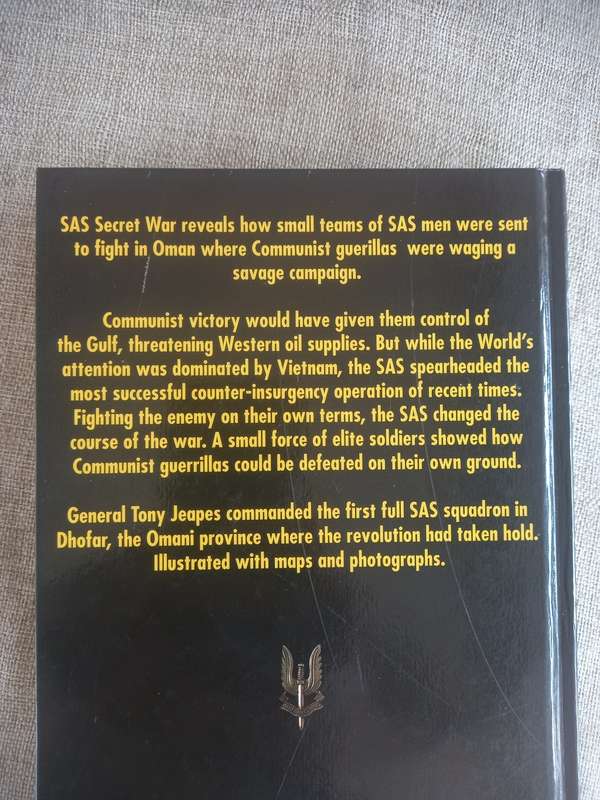 SAS Secret War reveals how small teams of SAS men were sent
to fight in Oman where Communist guerillas were waging a
savage campaign.
Communist victory would have given them control of
the Gulf, threatening Western oil supplies. But while the World's
attention was dominated by Vietnam, the SAS spearheaded the
most successful counter-insurgency operation of recent times.
Fighting the enemy on their own terms, the SAS changed the
course of the war. A small force of elite soldiers showed how
Communist guerrillas could be defeated on their own ground.
General Tony Jeapes commanded the first full SAS squadron in
Dhofar, the Omani province where the revolution had taken hold.
Illustrated with maps and photographs.